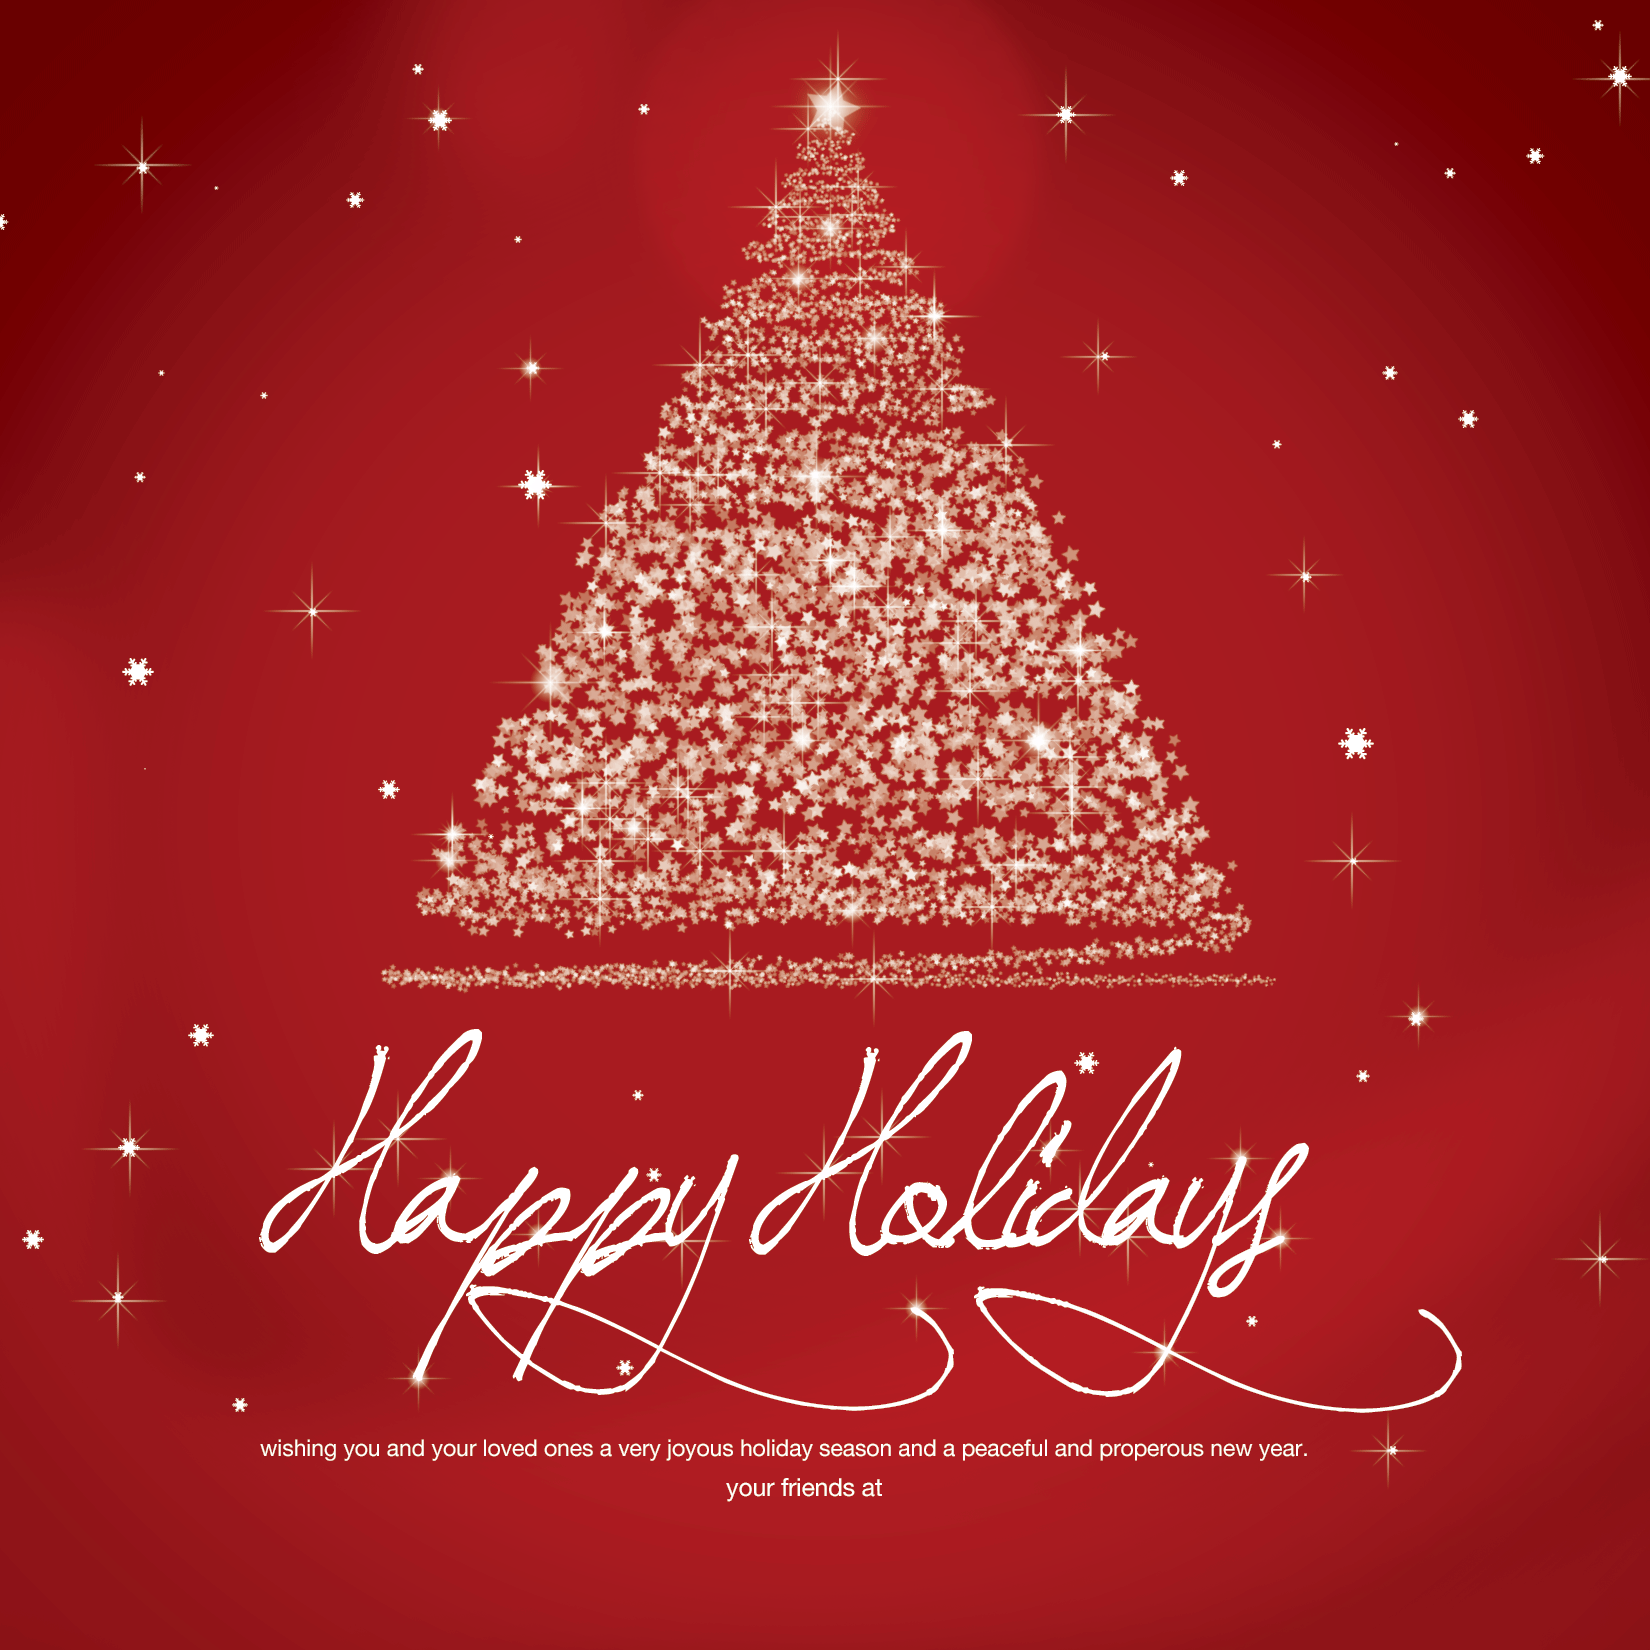 Happy Holidays
wishing you and your loved ones a very joyous holiday season and a peaceful and properous new year.
your friends at